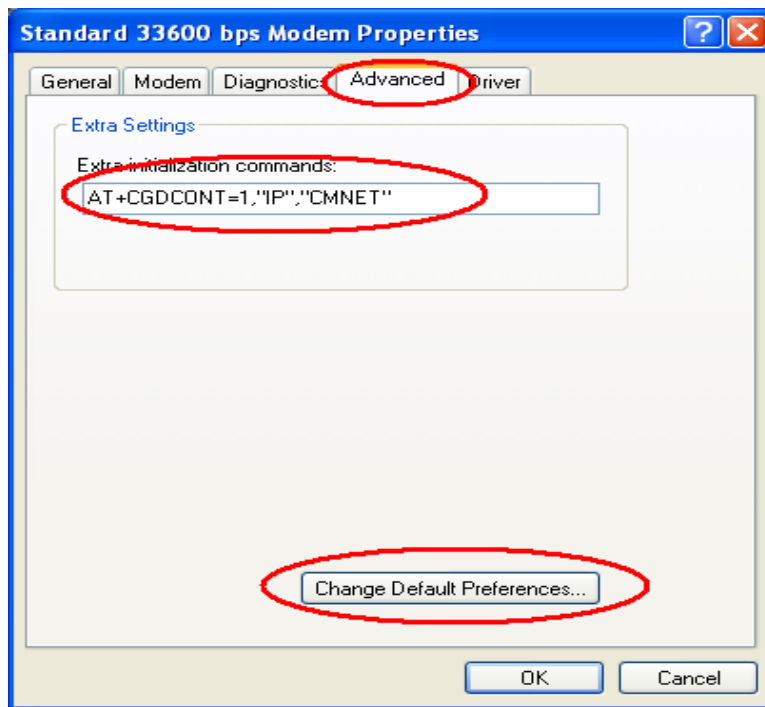 Standard 33600 bps Modem Properties
General Modem Diagnostics Advanced Driver
Extra Settings
Extra initialization commands:
AT+CGDCONT=1,"IP","CMNET"
Change Default Preferences...
OK Cancel